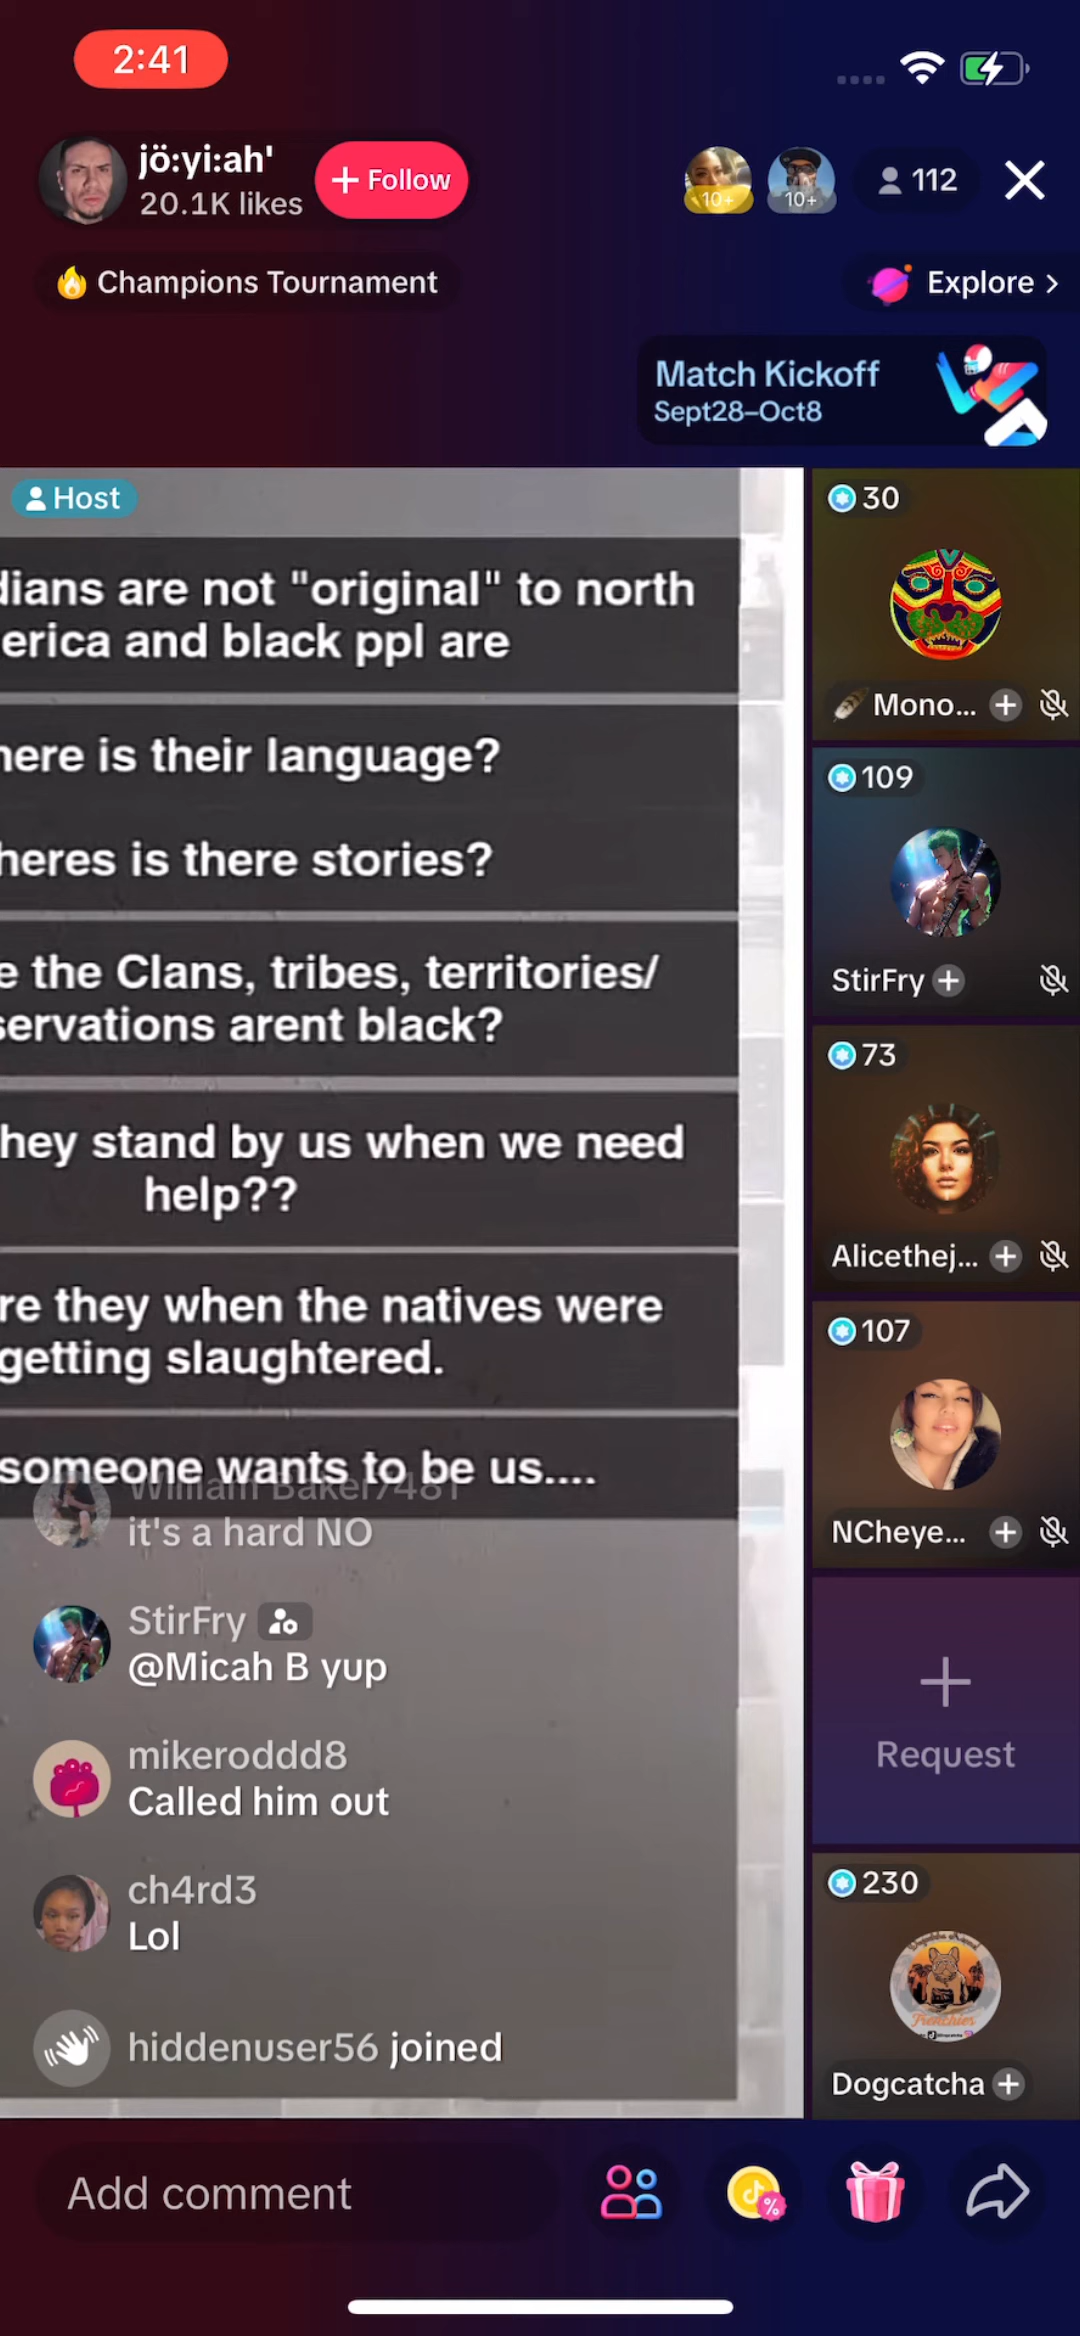 2:41
jö:yi:ah'
20.1K likes
+ Follow
10+
10+
112
Champions Tournament
Explore >
Match Kickoff
Sept28–Oct8
Host
dians are not "original" to north
erica and black ppl are
here is their language?
heres is there stories?
e the Clans, tribes, territories/
servations arent black?
hey stand by us when we need
help??
re they when the natives were
getting slaughtered.
someone wants to be us....
30
Mono...
109
StirFry
73
Alicethej...
107
NCheye...
Request
230
Frenchies
Dogcatcha
William Baker7481
it's a hard NO
StirFry
@Micah B yup
mikeroddd8
Called him out
ch4rd3
Lol
hiddenuser56 joined
Add comment